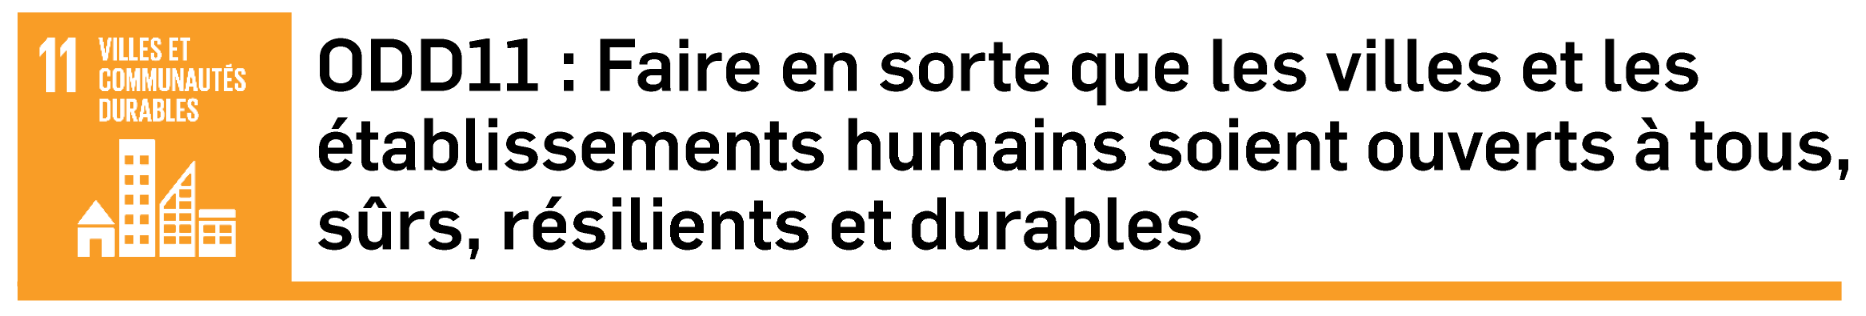 11 VILLES ET
COMMUNAUTÉS
DURABLES
ODD11 : Faire en sorte que les villes et les
établissements humains soient ouverts à tous,
sûrs, résilients et durables